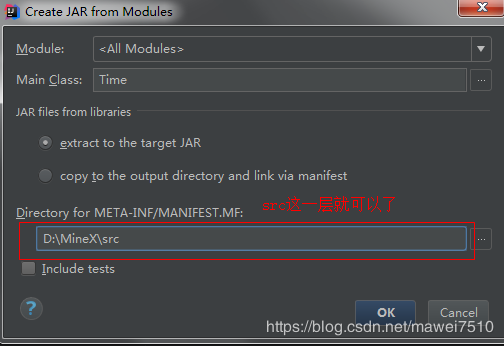 Create JAR from Modules
Module: <All Modules>
Main Class: Time
JAR files from libraries
extract to the target JAR
copy to the output directory and link via manifest
src这一层就可以了
Directory for META-INF/MANIFEST.MF:
D:\MineX\src
Include tests
?
OK Cancel
https://blog.csdn.net/mawei7510